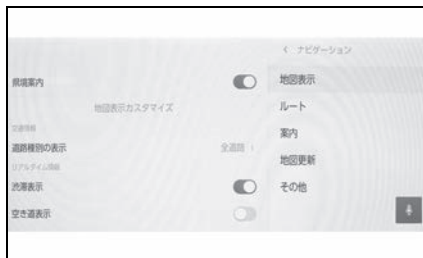 県境案内
地図表示カスタマイズ
交通情報
道路種別の表示
全道路
リアルタイム情報
渋滞表示
空き道表示
< ナビゲーション
地図表示
ルート
案内
地図更新
その他